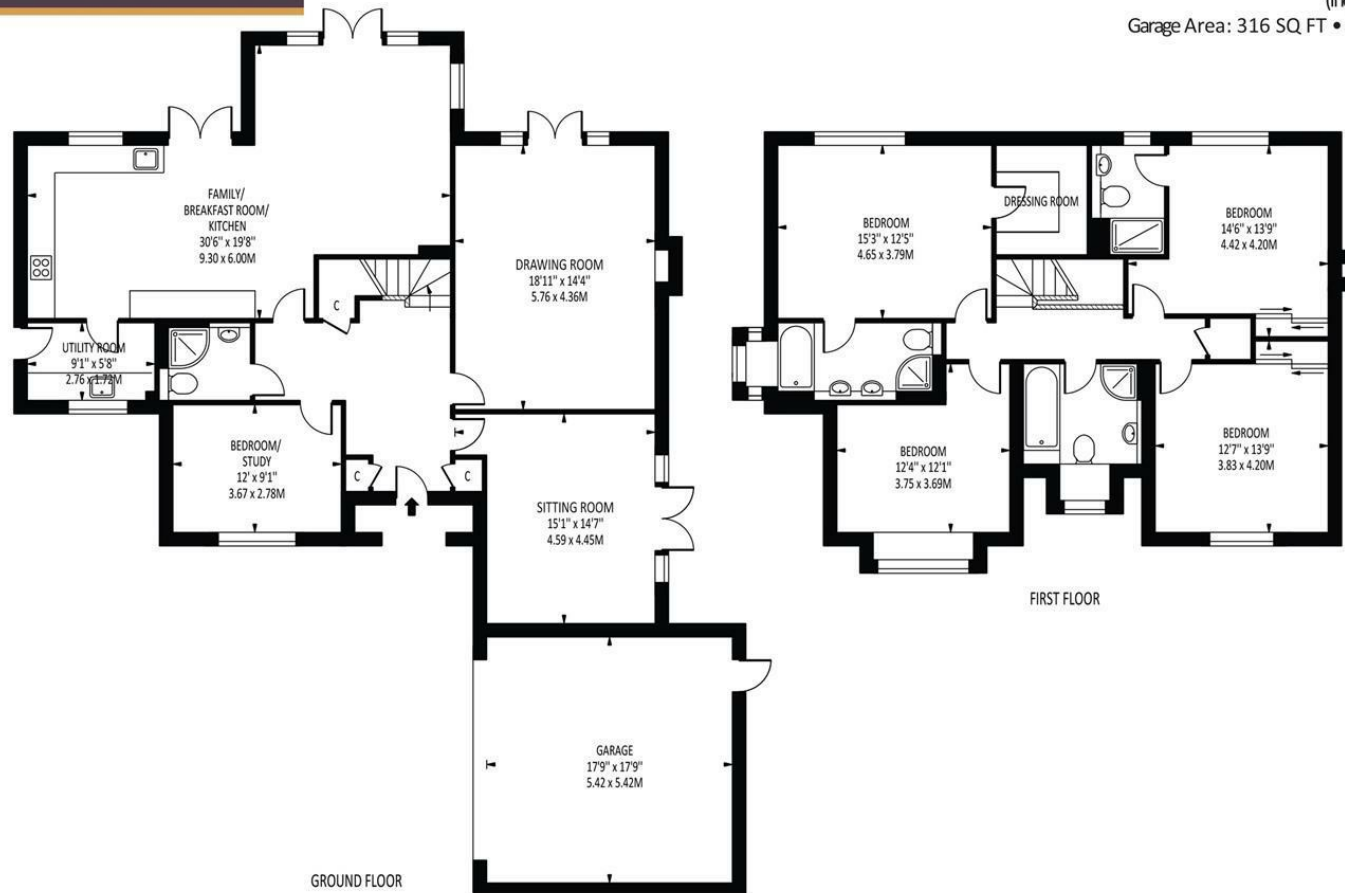 Garage Area: 316 SQ FT •
FAMILY/
BREAKFAST ROOM/
KITCHEN
30'6" x 19'8"
9.30 x 6.00M
DRAWING ROOM
18'11" x 14'4"
5.76 x 4.36M
C
UTILITY ROOM
9'1" x 5'8"
2.76 x 1.72M
BEDROOM/
STUDY
12' x 9'1"
3.67 x 2.78M
C
C
SITTING ROOM
15'1" x 14'7"
4.59 x 4.45M
GARAGE
17'9" x 17'9"
5.42 x 5.42M
GROUND FLOOR
BEDROOM
15'3" x 12'5"
4.65 x 3.79M
DRESSING ROOM
BEDROOM
14'6" x 13'9"
4.42 x 4.20M
BEDROOM
12'4" x 12'1"
3.75 x 3.69M
BEDROOM
12'7" x 13'9"
3.83 x 4.20M
FIRST FLOOR